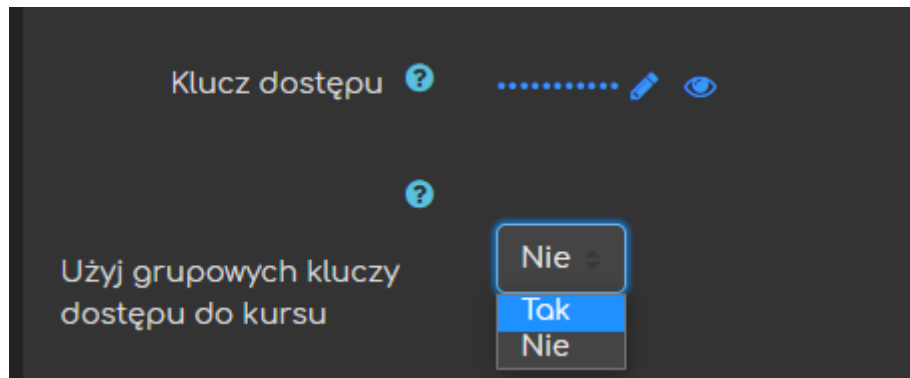 Klucz dostępu ? ••••••••••• 
?
Użyj grupowych kluczy
dostępu do kursu
Nie
Tak
Nie